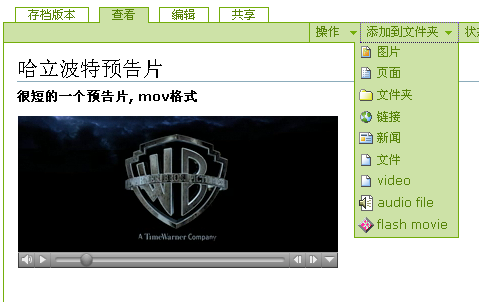 存档版本 查看 编辑 共享
操作 添加到文件夹
图片
页面
文件夹
链接
新闻
文件
video
audio file
flash movie
哈立波特预告片
很短的一个预告片, mov格式
WB
A TimeWarner Company